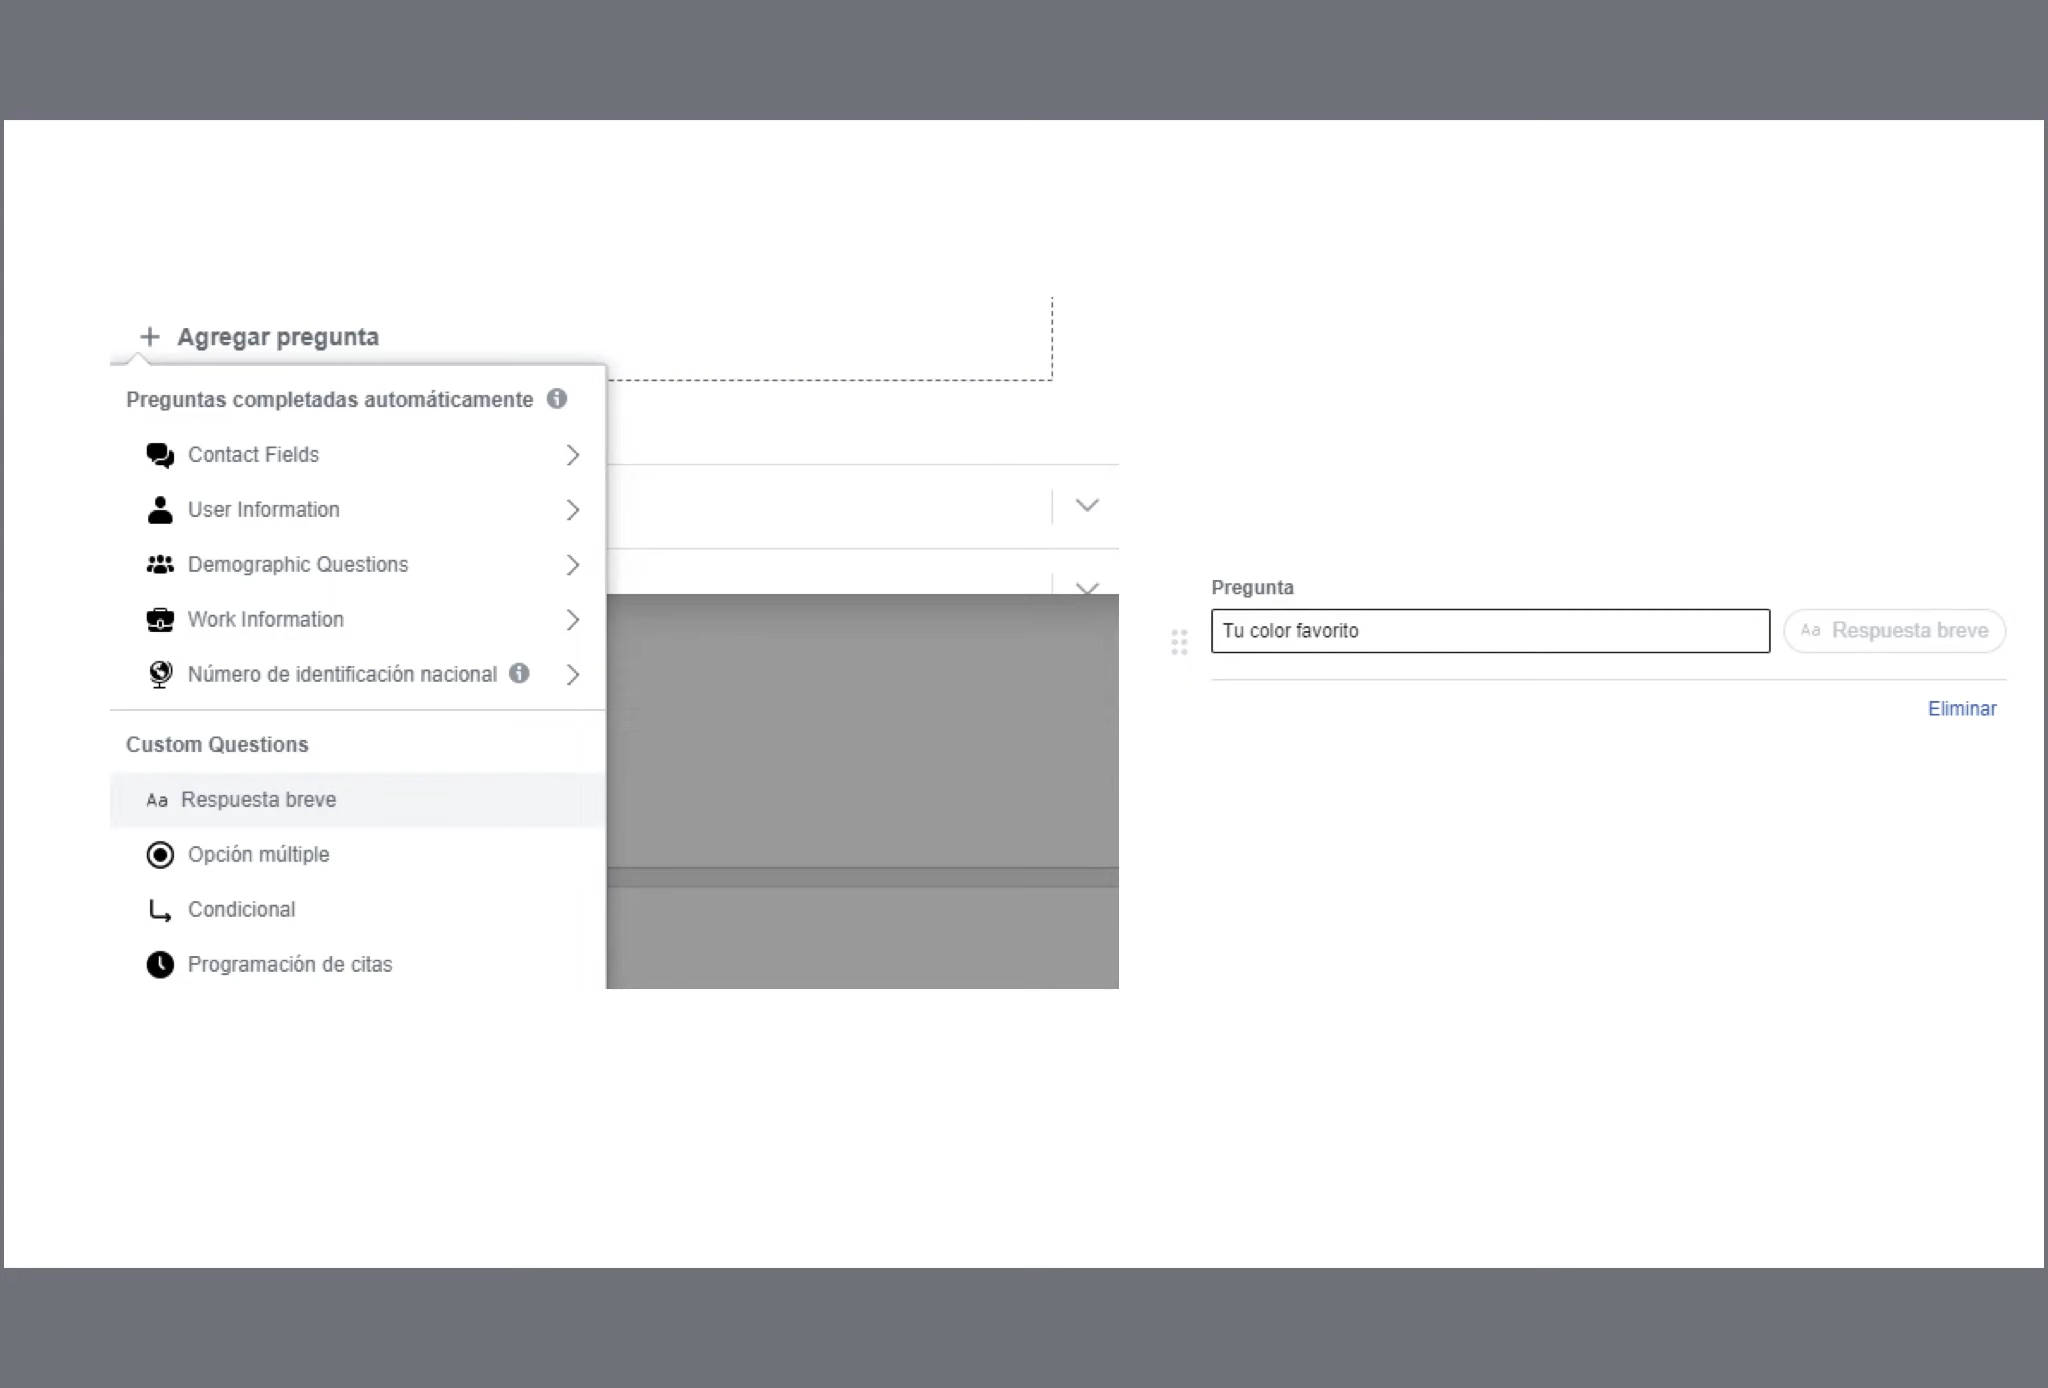 Agregar pregunta
Preguntas completadas automáticamente
Contact Fields
User Information
Demographic Questions
Work Information
Número de identificación nacional
Custom Questions
Aa Respuesta breve
Opción múltiple
Condicional
Programación de citas
Pregunta
Tu color favorito
Aa Respuesta breve
Eliminar